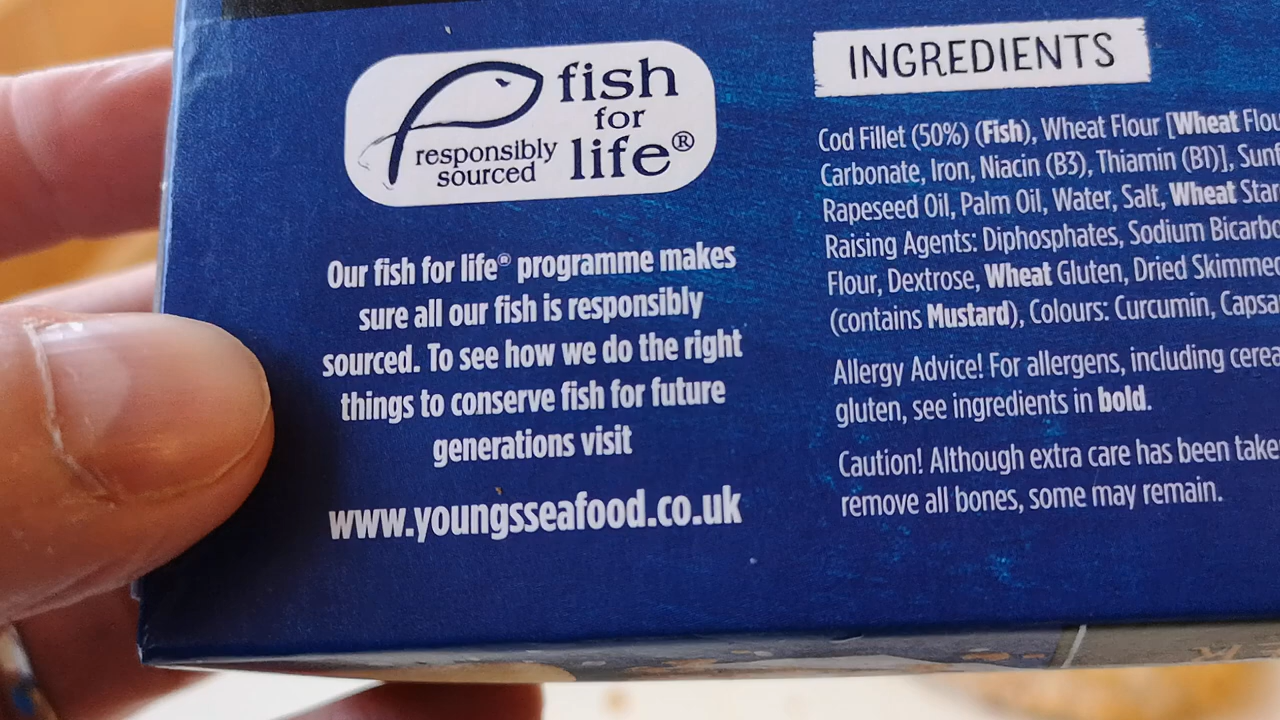 fish
for
life®
responsibly
sourced
Our fish for life® programme makes
sure all our fish is responsibly
sourced. To see how we do the right
things to conserve fish for future
generations visit
www.youngsseafood.co.uk
INGREDIENTS
Cod Fillet (50%) (Fish), Wheat Flour [Wheat
Carbonate, Iron, Niacin (B3), Thiamin (B1)],
Rapeseed Oil, Palm Oil, Water, Salt, Wheat
Raising Agents: Diphosphates, Sodium
Flour, Dextrose, Wheat Gluten, Dried Skimmed
(contains Mustard), Colours: Curcumin,
Allergy Advice! For allergens, including
gluten, see ingredients in bold.
Caution! Although extra care has been
remove all bones, some may remain.